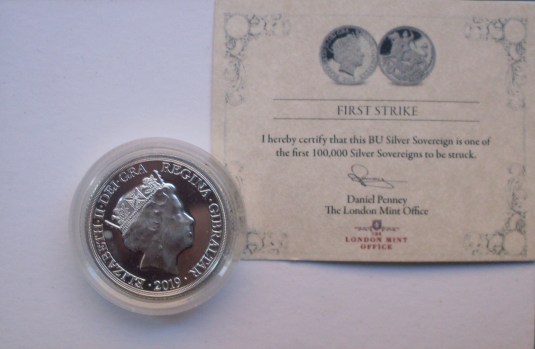 FIRST STRIKE
I hereby certify that this BU Silver Sovereign is one of
the first 100,000 Silver Sovereigns to be struck.
Daniel Penney
The London Mint Office
THE
LONDON MINT
OFFICE
ELIZABETH·II·DEI·GRA REGINA·GIBRALTAR
·2019·